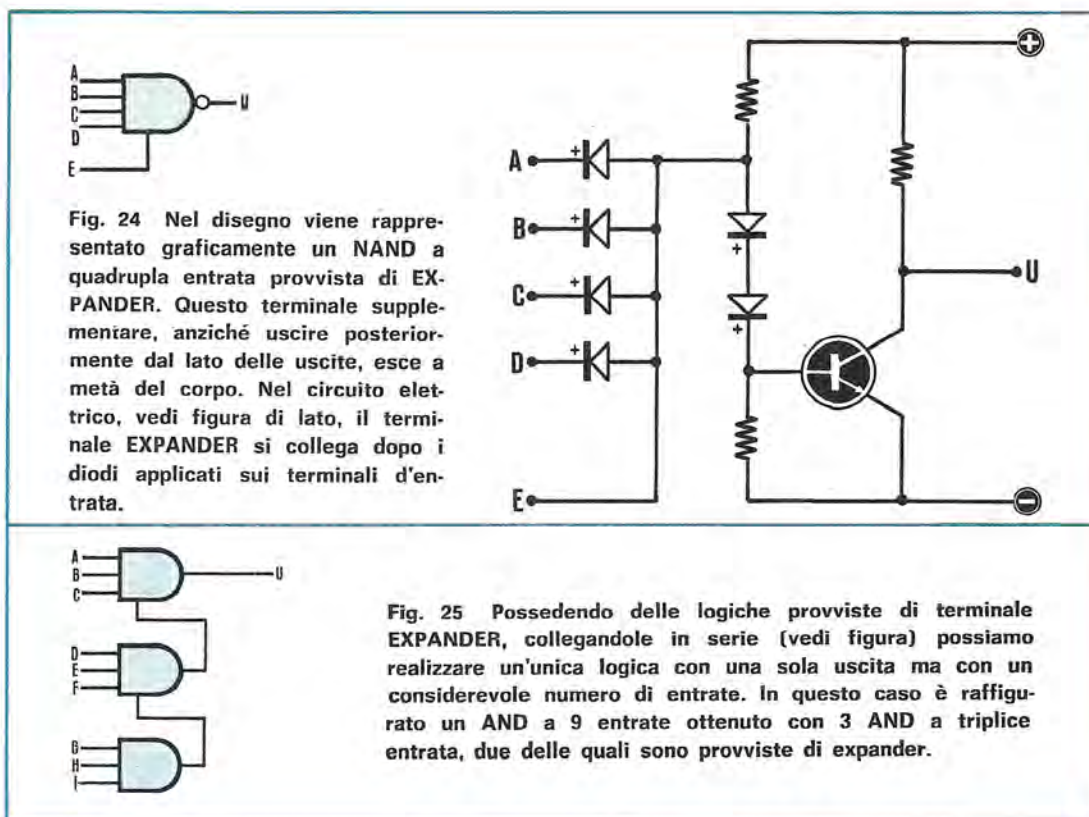 A
B
C
D
E
U
Fig. 24 Nel disegno viene rappre-
sentato graficamente un NAND a
quadrupla entrata provvista di EX-
PANDER. Questo terminale supple-
mentare, anziché uscire posterior-
mente dal lato delle uscite, esce a
metà del corpo. Nel circuito elet-
trico, vedi figura di lato, il termi-
nale EXPANDER si collega dopo i
diodi applicati sui terminali d'en-
trata.
A
B
C
D
E
+
+
+
+
+
+
+
U
−
A
B
C
D
E
F
G
H
I
U
Fig. 25 Possedendo delle logiche provviste di terminale
EXPANDER, collegandole in serie (vedi figura) possiamo
realizzare un'unica logica con una sola uscita ma con un
considerevole numero di entrate. In questo caso è raffigu-
rato un AND a 9 entrate ottenuto con 3 AND a triplice
entrata, due delle quali sono provviste di expander.